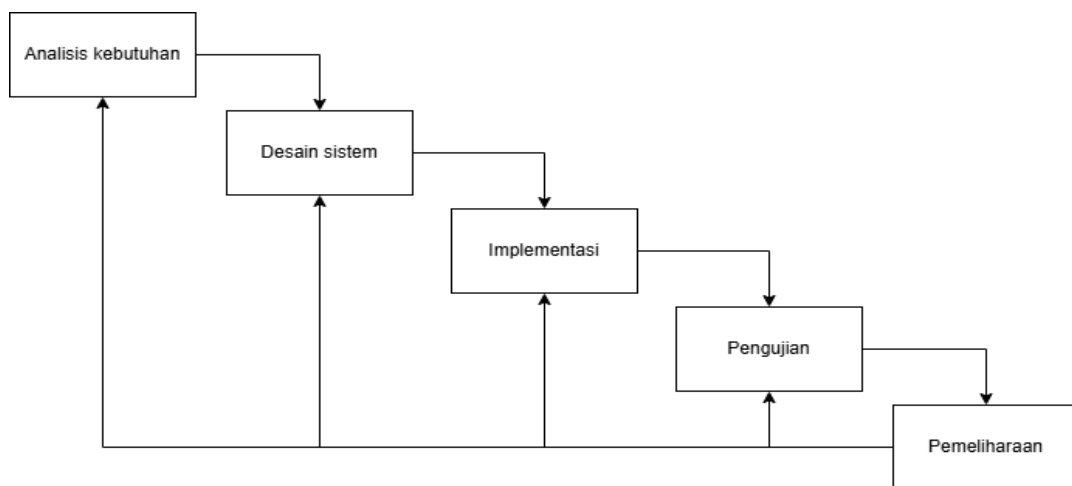 Analisis kebutuhan
Desain sistem
Implementasi
Pengujian
Pemeliharaan